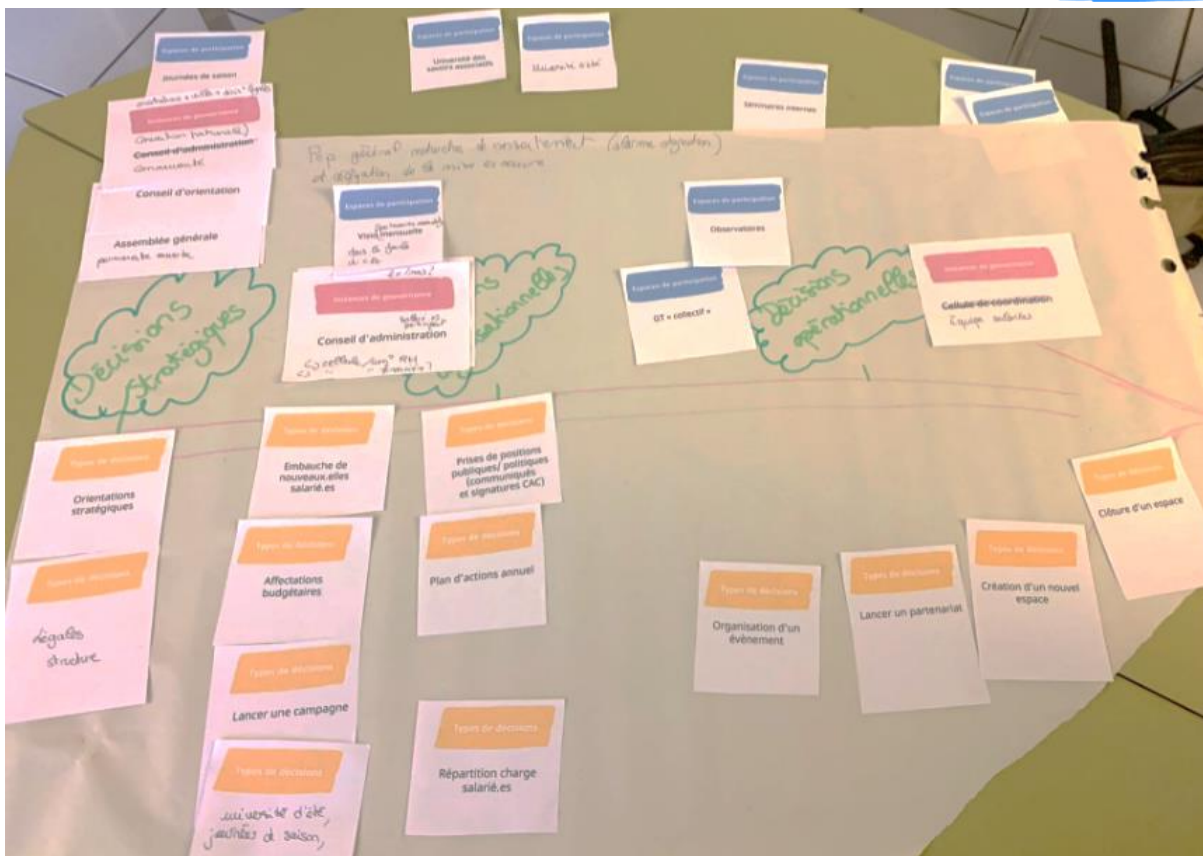 Espaces de participation
Journées de saison
Instances de gouvernance
Conseil d'administration
communauté
Conseil d'orientation
Assemblée générale
Espaces de participation
Université des
savoirs associatifs
Espaces de participation
Université d'été
Espaces de participation
Séminaires internes
Espaces de participation
Espaces de participation
Espaces de participation
mensuelle
Espaces de participation
Observatoires
Espaces de participation
GT « collectif »
Instances de gouvernance
Conseil d'administration
Instances de gouvernance
Cellule de coordination
Équipe salariée
Décisions
Stratégiques
Décisions
opérationnelles
Types de décisions
Orientations
stratégiques
Types de décisions
Légales
structure
Types de décisions
Embauche de
nouveaux.elles
salarié.es
Types de décisions
Affectations
budgétaires
Types de décisions
Lancer une campagne
Types de décisions
université d'été,
journées de saison,
Types de décisions
Prises de positions
publiques/ politiques
(communiqués
et signatures CAC)
Types de décisions
Plan d'actions annuel
Types de décisions
Répartition charge
salarié.es
Types de décisions
Organisation d'un
évènement
Types de décisions
Lancer un partenariat
Types de décisions
Création d'un nouvel
espace
Types de décisions
Clôture d'un espace